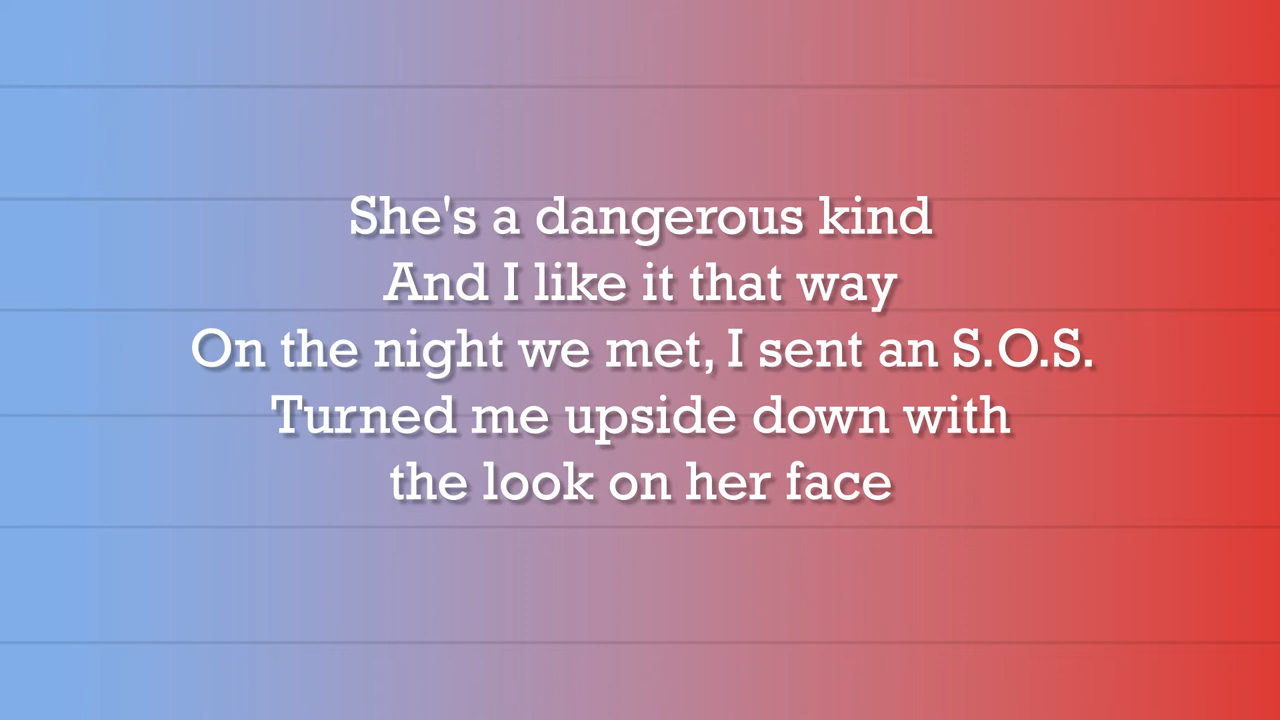 She's a dangerous kind
And I like it that way
On the night we met, I sent an S.O.S.
Turned me upside down with
the look on her face